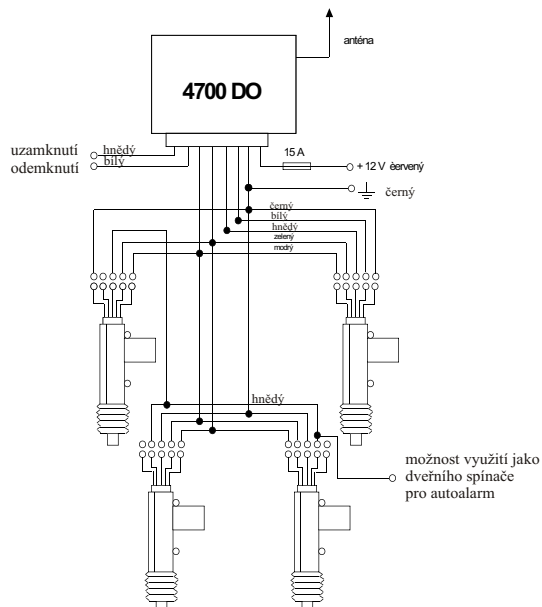 anténa
4700 DO
uzamknutí
hnědý
bílý
odemknutí
15 A
+ 12 V èervený
černý
černý
bílý
hnědý
zelený
modrý
hnědý
možnost využití jako
dveřního spínače
pro autoalarm